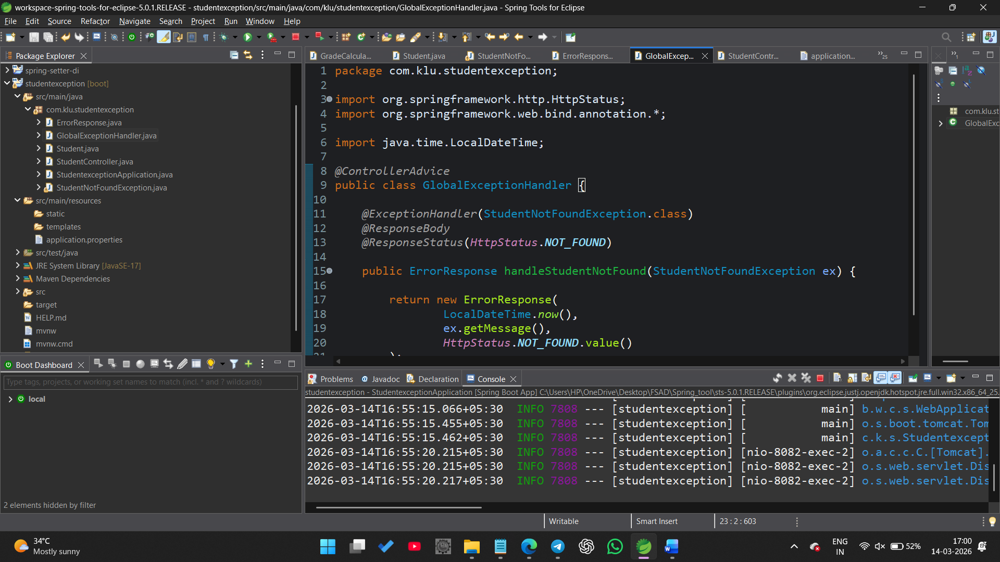 workspace-spring-tools-for-eclipse-5.0.1.RELEASE - studentexception/src/main/java/com/klu/studentexception/GlobalExceptionHandler.java - Spring Tools for Eclipse
File Edit Source Refactor Navigate Search Project Run Window Help
Package Explorer
spring-setter-di
studentexception [boot]
src/main/java
com.klu.studentexception
ErrorResponse.java
GlobalExceptionHandler.java
Student.java
StudentController.java
StudentexceptionApplication.java
StudentNotFoundException.java
src/main/resources
static
templates
application.properties
src/test/java
JRE System Library [JavaSE-17]
Maven Dependencies
src
target
HELP.md
mvnw
mvnw.cmd
Boot Dashboard
Type tags, projects, or working set names to match (incl. * and ? wildcards)
local
2 elements hidden by filter
GradeCalcula... Student.java StudentNotFo... ErrorRespons... GlobalExcep... StudentContr... application... »25
1 package com.klu.studentexception;
2
3 import org.springframework.http.HttpStatus;
4 import org.springframework.web.bind.annotation.*;
5
6 import java.time.LocalDateTime;
7
8 @ControllerAdvice
9 public class GlobalExceptionHandler {
10
11 @ExceptionHandler(StudentNotFoundException.class)
12 @ResponseBody
13 @ResponseStatus(HttpStatus.NOT_FOUND)
14
15 public ErrorResponse handleStudentNotFound(StudentNotFoundException ex) {
16
17 return new ErrorResponse(
18 LocalDateTime.now(),
19 ex.getMessage(),
20 HttpStatus.NOT_FOUND.value()
21 );
»1
com.klu.st
GlobalExc
Problems Javadoc Declaration Console
studentexception - StudentexceptionApplication [Spring Boot App] C:\Users\HP\OneDrive\Desktop\FSAD\Spring_tool\sts-5.0.1.RELEASE\plugins\org.eclipse.justj.openjdk.hotspot.jre.full.win32.x86_64_25.
2026-03-14T16:55:15.066+05:30 INFO 7808 --- [studentexception] [ main] b.w.c.s.WebApplicat
2026-03-14T16:55:15.455+05:30 INFO 7808 --- [studentexception] [ main] o.s.boot.tomcat.Tom
2026-03-14T16:55:15.462+05:30 INFO 7808 --- [studentexception] [ main] c.k.s.Studentexcept
2026-03-14T16:55:20.215+05:30 INFO 7808 --- [studentexception] [nio-8082-exec-2] o.a.c.c.C.[Tomcat].
2026-03-14T16:55:20.215+05:30 INFO 7808 --- [studentexception] [nio-8082-exec-2] o.s.web.servlet.Dis
2026-03-14T16:55:20.217+05:30 INFO 7808 --- [studentexception] [nio-8082-exec-2] o.s.web.servlet.Dis
Writable Smart Insert 23 : 2 : 603
34°C
Mostly sunny
ENG
IN
52%
17:00
14-03-2026